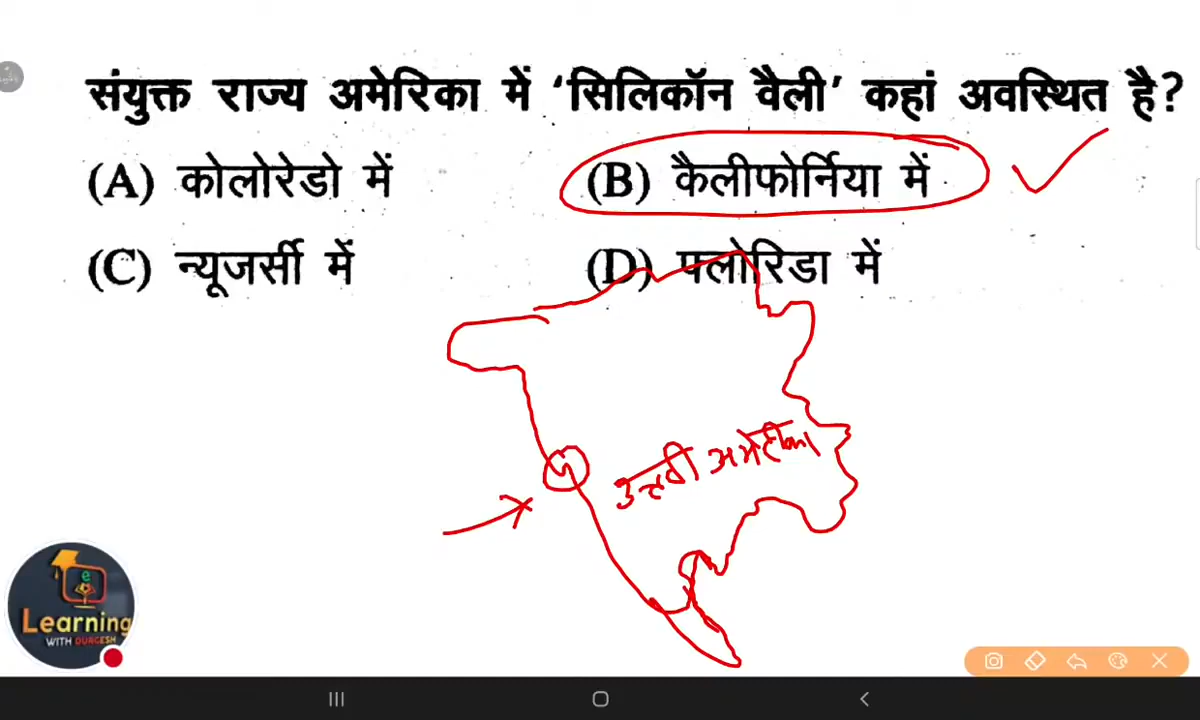 संयुक्त राज्य अमेरिका में ‘सिलिकॉन वैली’ कहां अवस्थित है?
(A) कोलोरेडो में (B) कैलीफोर्निया में
(C) न्यूजर्सी में (D) फ्लोरिडा में
उत्तरी अमेरीका
e
Learning
WITH DURGESH